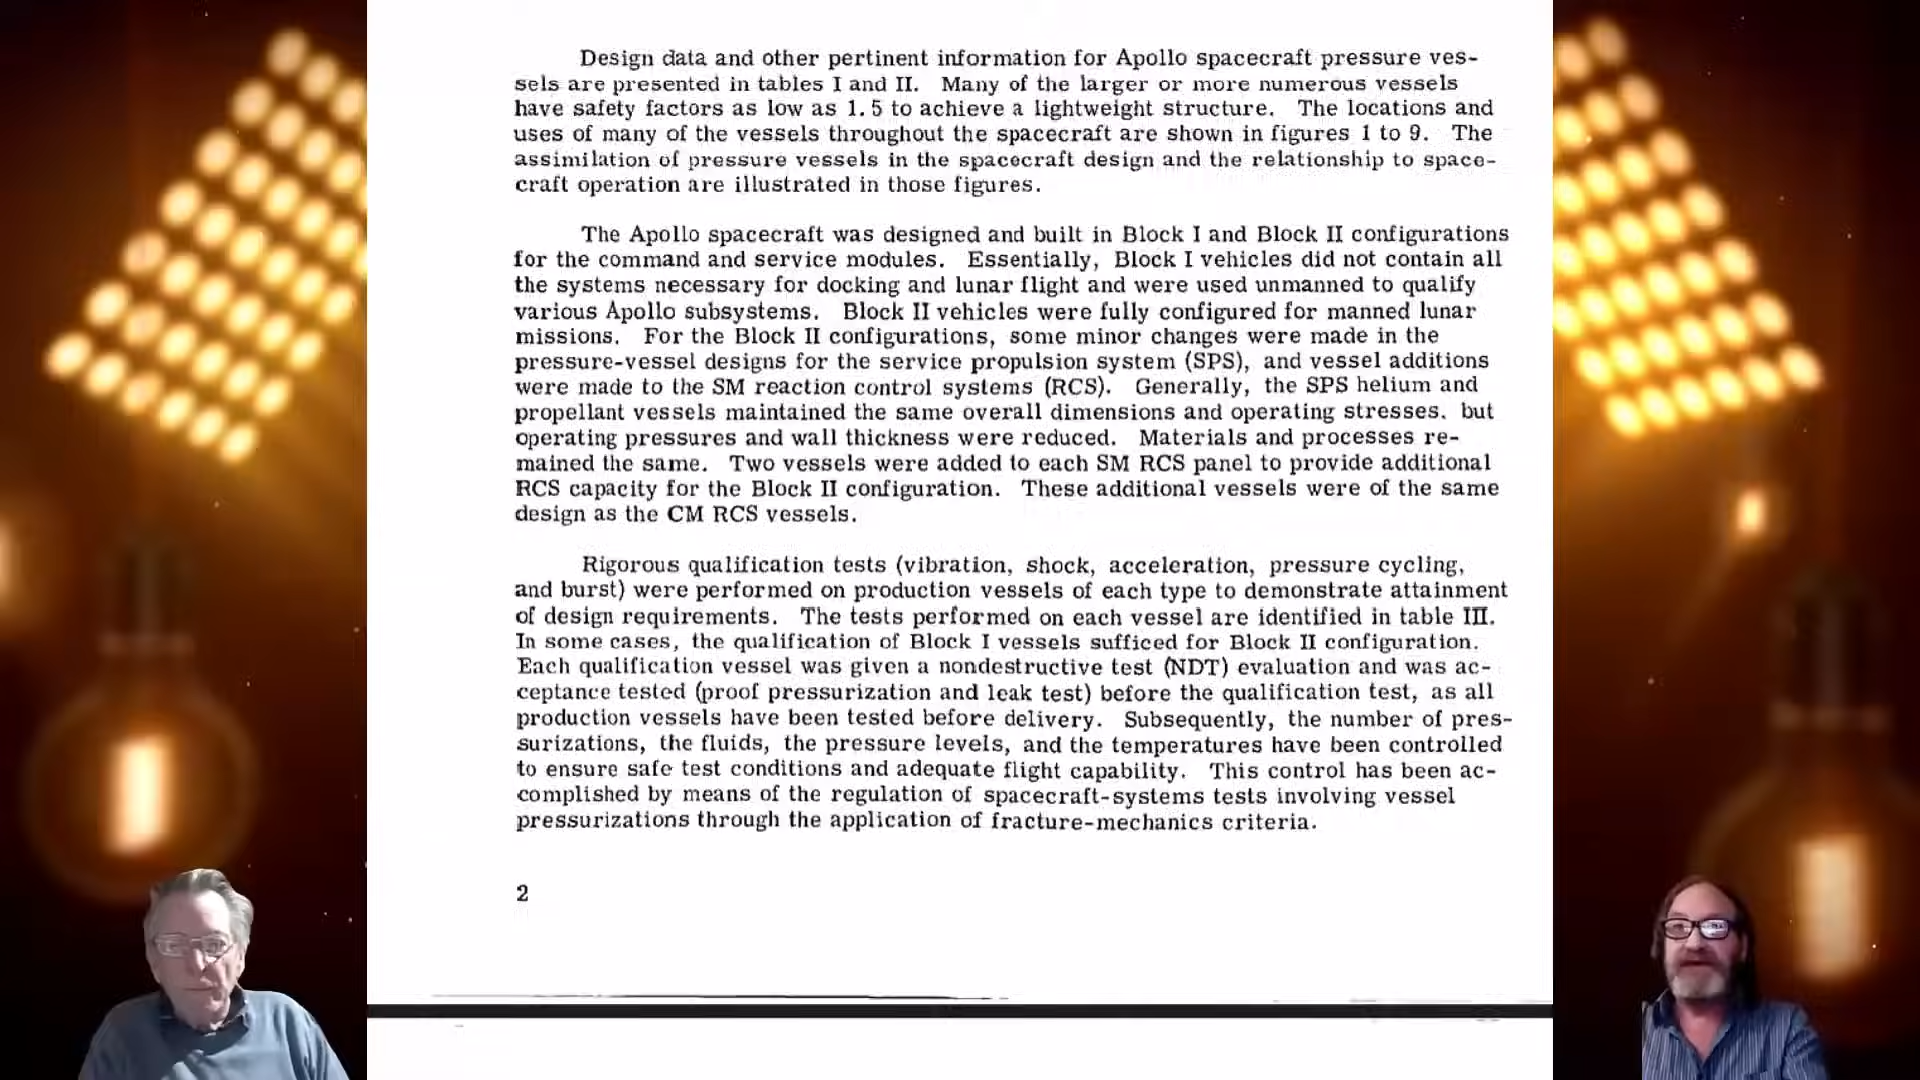 Design data and other pertinent information for Apollo spacecraft pressure ves-
sels are presented in tables I and II. Many of the larger or more numerous vessels
have safety factors as low as 1.5 to achieve a lightweight structure. The locations and
uses of many of the vessels throughout the spacecraft are shown in figures 1 to 9. The
assimilation of pressure vessels in the spacecraft design and the relationship to space-
craft operation are illustrated in those figures.
The Apollo spacecraft was designed and built in Block I and Block II configurations
for the command and service modules. Essentially, Block I vehicles did not contain all
the systems necessary for docking and lunar flight and were used unmanned to qualify
various Apollo subsystems. Block II vehicles were fully configured for manned lunar
missions. For the Block II configurations, some minor changes were made in the
pressure-vessel designs for the service propulsion system (SPS), and vessel additions
were made to the SM reaction control systems (RCS). Generally, the SPS helium and
propellant vessels maintained the same overall dimensions and operating stresses, but
operating pressures and wall thickness were reduced. Materials and processes re-
mained the same. Two vessels were added to each SM RCS panel to provide additional
RCS capacity for the Block II configuration. These additional vessels were of the same
design as the CM RCS vessels.
Rigorous qualification tests (vibration, shock, acceleration, pressure cycling,
and burst) were performed on production vessels of each type to demonstrate attainment
of design requirements. The tests performed on each vessel are identified in table III.
In some cases, the qualification of Block I vessels sufficed for Block II configuration.
Each qualification vessel was given a nondestructive test (NDT) evaluation and was ac-
ceptance tested (proof pressurization and leak test) before the qualification test, as all
production vessels have been tested before delivery. Subsequently, the number of pres-
surizations, the fluids, the pressure levels, and the temperatures have been controlled
to ensure safe test conditions and adequate flight capability. This control has been ac-
complished by means of the regulation of spacecraft-systems tests involving vessel
pressurizations through the application of fracture-mechanics criteria.
2